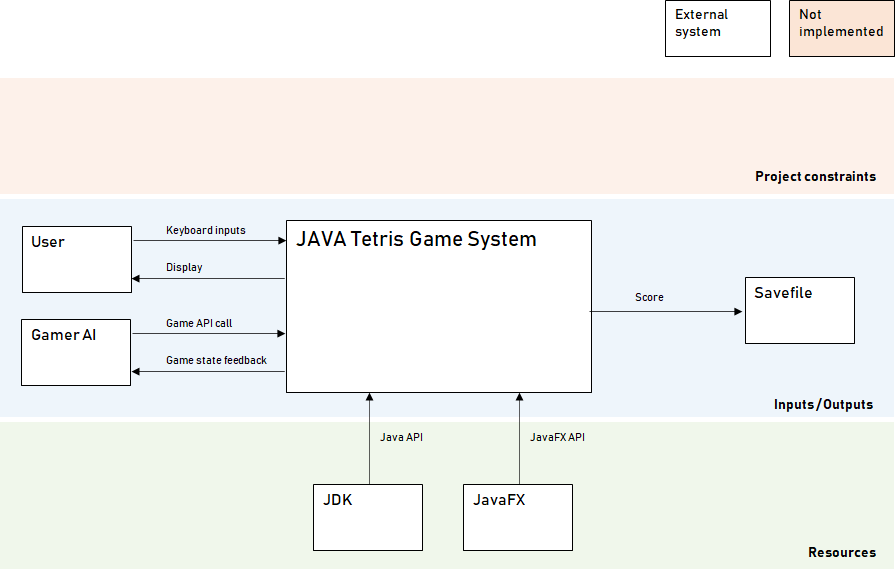 External
system
Not
implemented
Project constraints
User
Keyboard inputs
Display
JAVA Tetris Game System
Gamer AI
Game API call
Game state feedback
Score
Savefile
Inputs/Outputs
Java API
JavaFX API
JDK
JavaFX
Resources